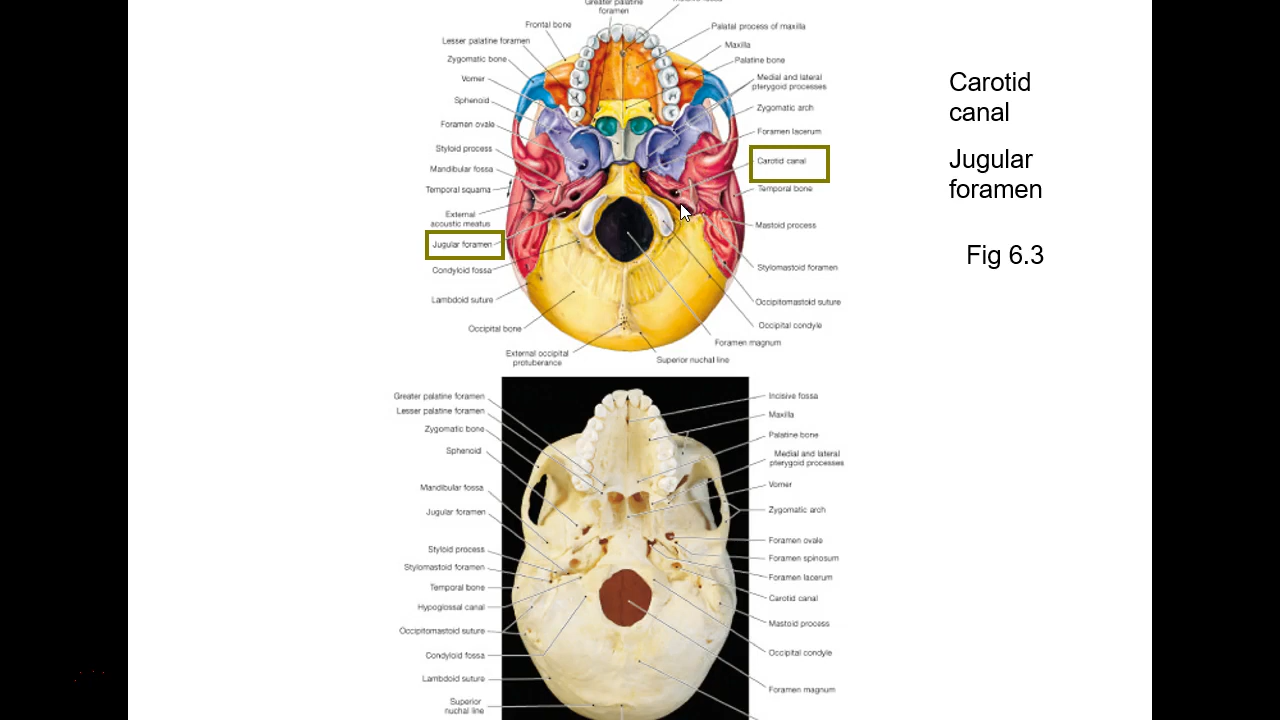 Greater palatine
foramen
Frontal bone
Lesser palatine foramen
Zygomatic bone
Vomer
Sphenoid
Foramen ovale
Styloid process
Mandibular fossa
Temporal squama
External
acoustic meatus
Jugular foramen
Condyloid fossa
Lambdoid suture
Occipital bone
External occipital
protuberance
Palatal process of maxilla
Maxilla
Palatine bone
Medial and lateral
pterygoid processes
Zygomatic arch
Foramen lacerum
Carotid canal
Temporal bone
Mastoid process
Stylomastoid foramen
Occipitomastoid suture
Occipital condyle
Foramen magnum
Superior nuchal line
Carotid
canal
Jugular
foramen
Fig 6.3
Greater palatine foramen
Lesser palatine foramen
Zygomatic bone
Sphenoid
Mandibular fossa
Jugular foramen
Styloid process
Stylomastoid foramen
Temporal bone
Hypoglossal canal
Occipitomastoid suture
Condyloid fossa
Lambdoid suture
Superior
nuchal line
Incisive fossa
Maxilla
Palatine bone
Medial and lateral
pterygoid processes
Vomer
Zygomatic arch
Foramen ovale
Foramen spinosum
Foramen lacerum
Carotid canal
Mastoid process
Occipital condyle
Foramen magnum